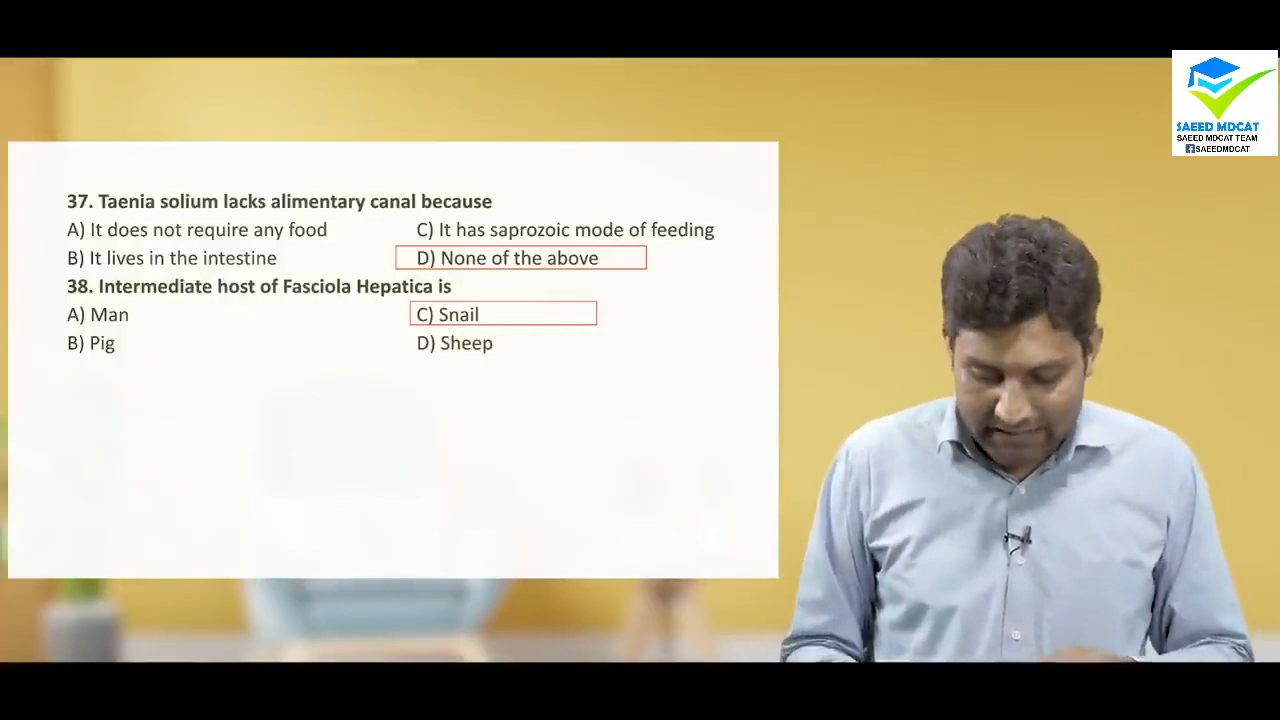 SAEED MDCAT
SAEED MDCAT TEAM
SAEEDMDCAT
37. Taenia solium lacks alimentary canal because
A) It does not require any food C) It has saprozoic mode of feeding
B) It lives in the intestine D) None of the above
38. Intermediate host of Fasciola Hepatica is
A) Man C) Snail
B) Pig D) Sheep